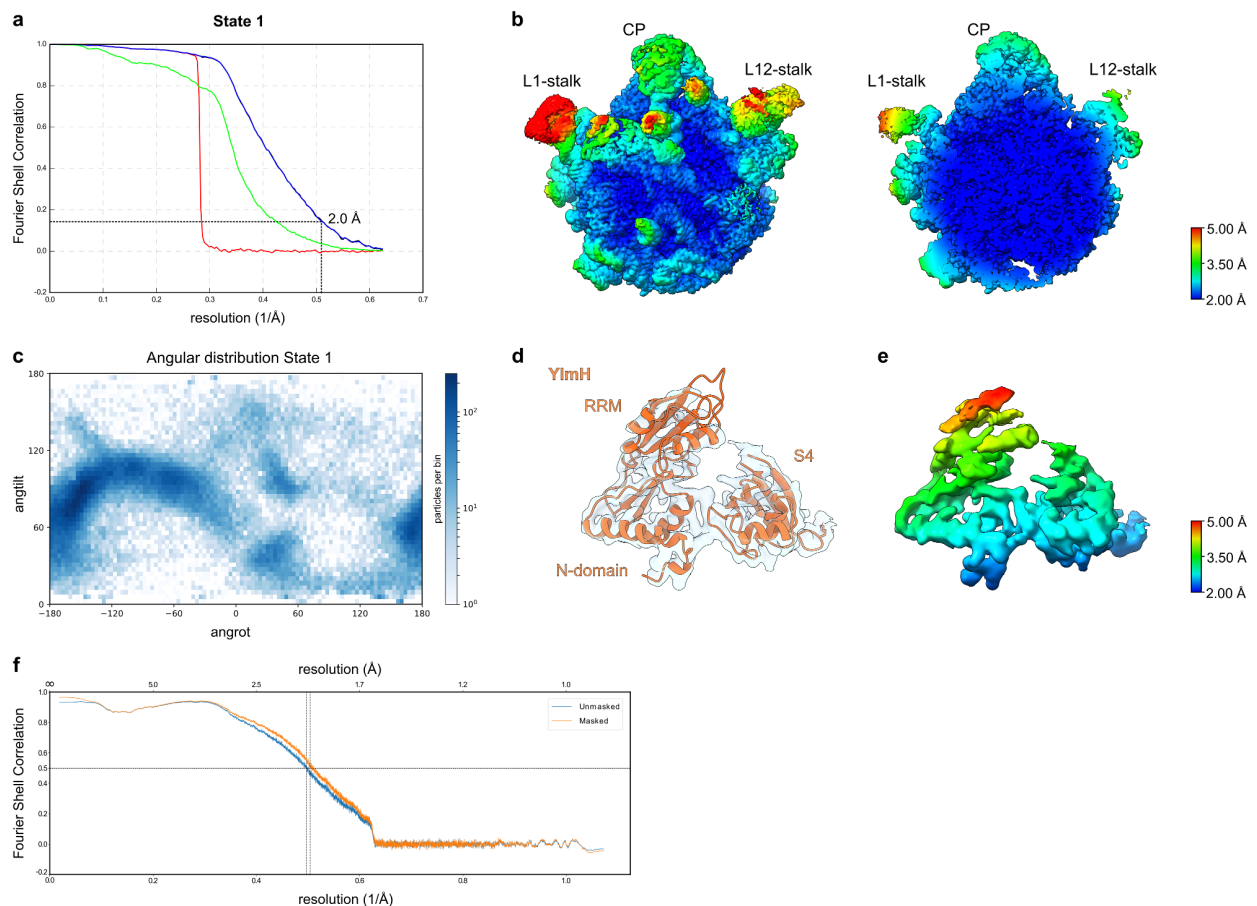 a
State 1
Fourier Shell Correlation
1.0
0.8
0.6
0.4
0.2
0.0
-0.2
2.0 Å
0.0 0.1 0.2 0.3 0.4 0.5 0.6 0.7
resolution (1/Å)
b
CP
L1-stalk
L12-stalk
CP
L1-stalk
L12-stalk
5.00 Å
3.50 Å
2.00 Å
c
Angular distribution State 1
angtilt
180
120
60
0
−180 −120 −60 0 60 120 180
angrot
particles per bin
10²
10¹
10⁰
d
YlmH
RRM
S4
N-domain
e
5.00 Å
3.50 Å
2.00 Å
f
resolution (Å)
∞ 5.0 2.5 1.7 1.2 1.0
Fourier Shell Correlation
1.0
0.8
0.6
0.5
0.4
0.2
0.0
-0.2
Unmasked
Masked
0.0 0.2 0.4 0.6 0.8 1.0
resolution (1/Å)